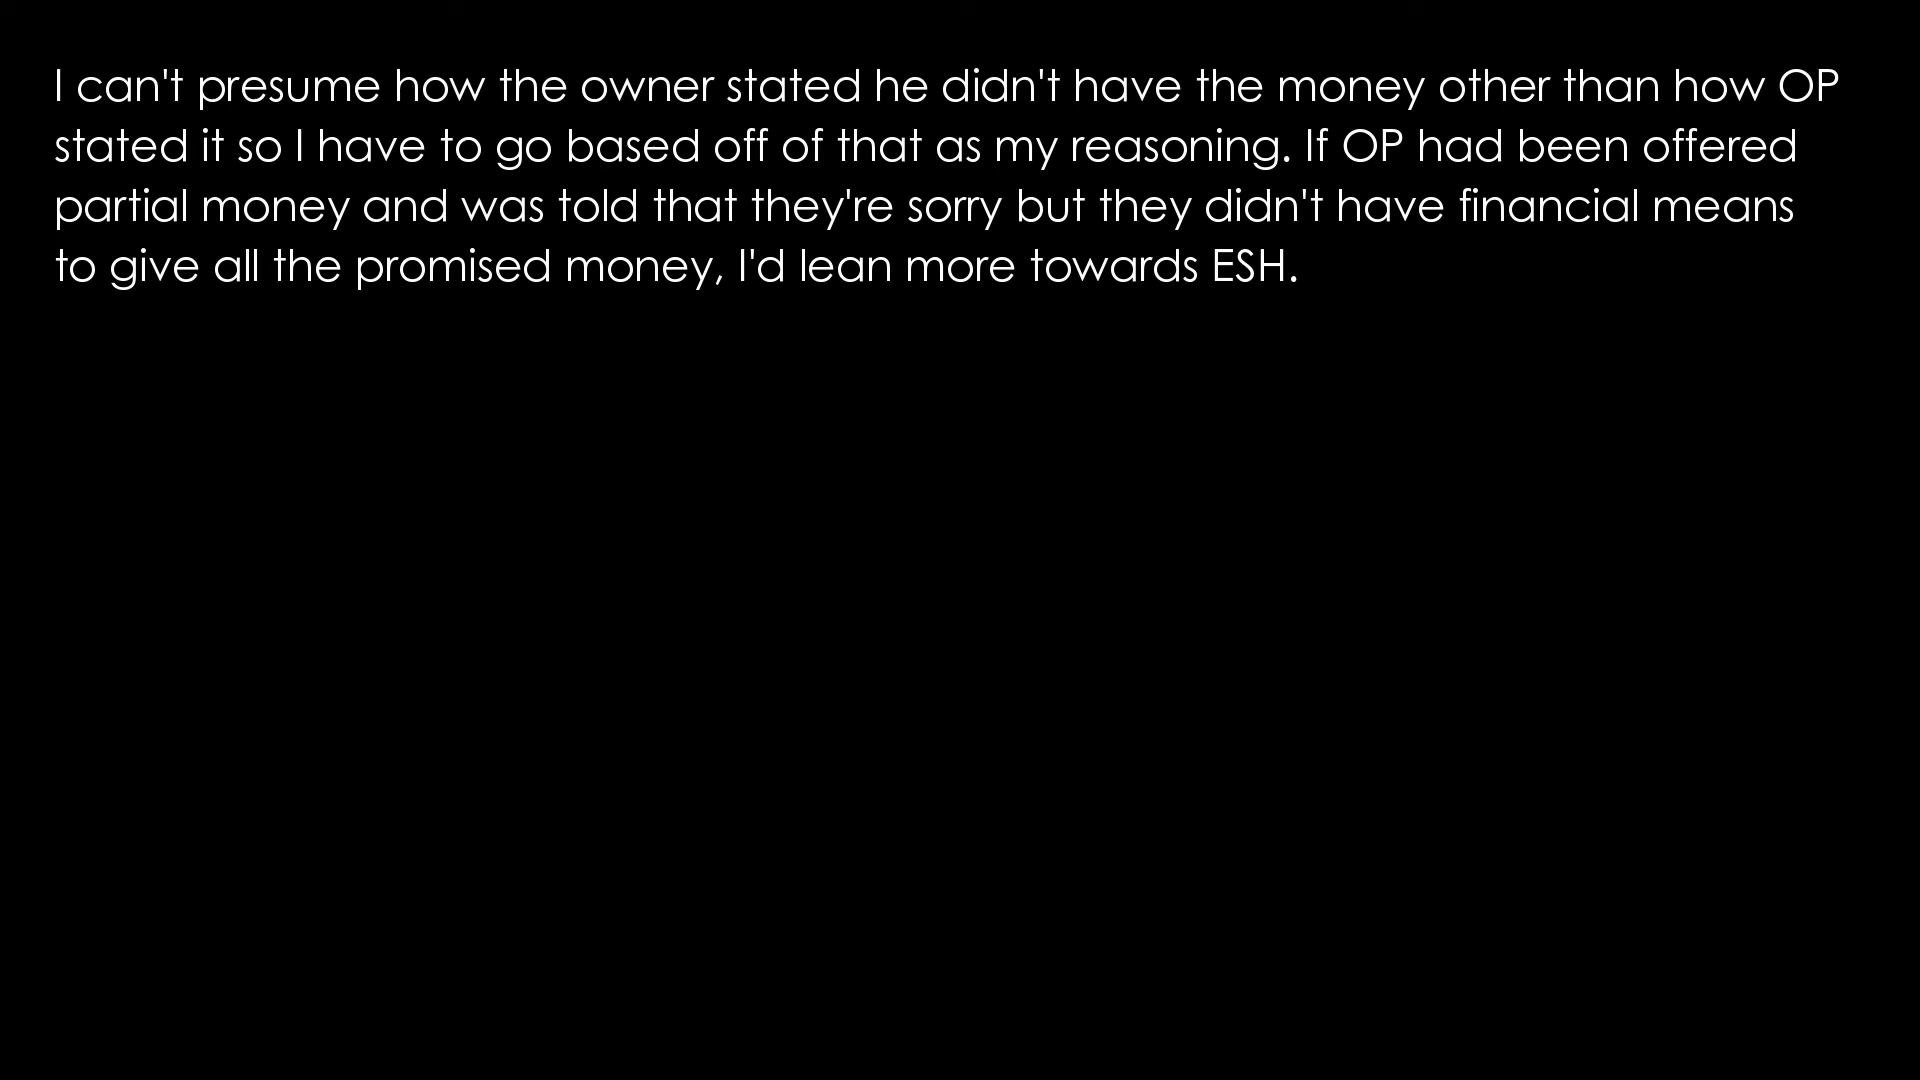 I can't presume how the owner stated he didn't have the money other than how OP
stated it so I have to go based off of that as my reasoning. If OP had been offered
partial money and was told that they're sorry but they didn't have financial means
to give all the promised money, I'd lean more towards ESH.